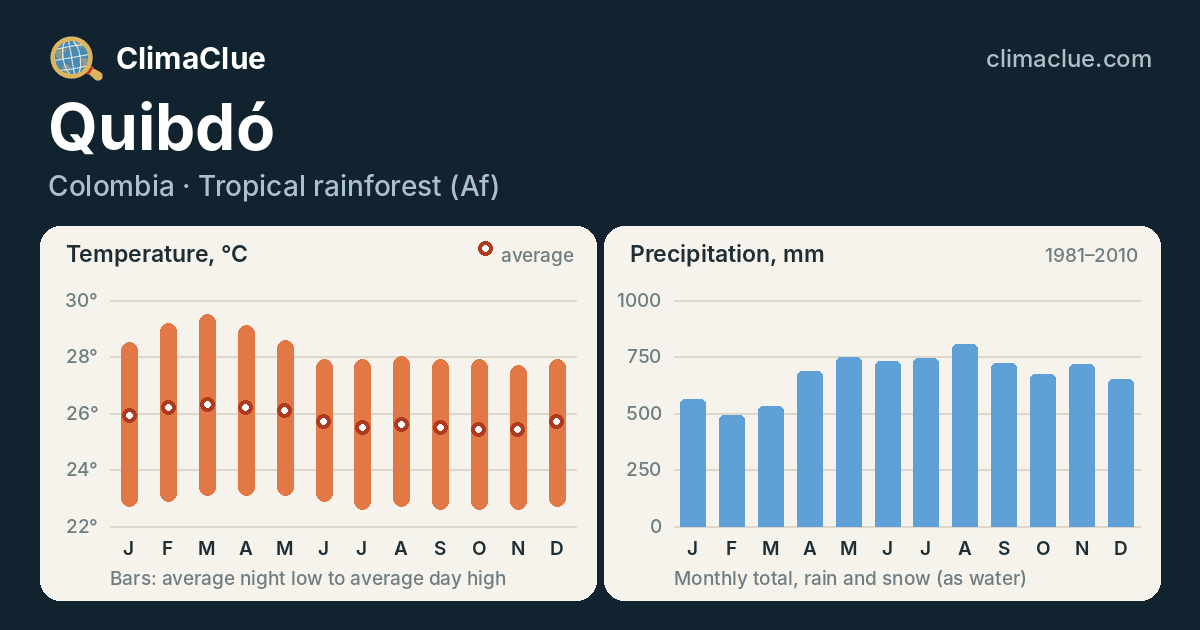 ClimaClue
climaclue.com
Quibdó
Colombia · Tropical rainforest (Af)
Temperature, °C
average
30°
28°
26°
24°
22°
J F M A M J J A S O N D
Bars: average night low to average day high
Precipitation, mm
1981–2010
1000
750
500
250
0
J F M A M J J A S O N D
Monthly total, rain and snow (as water)